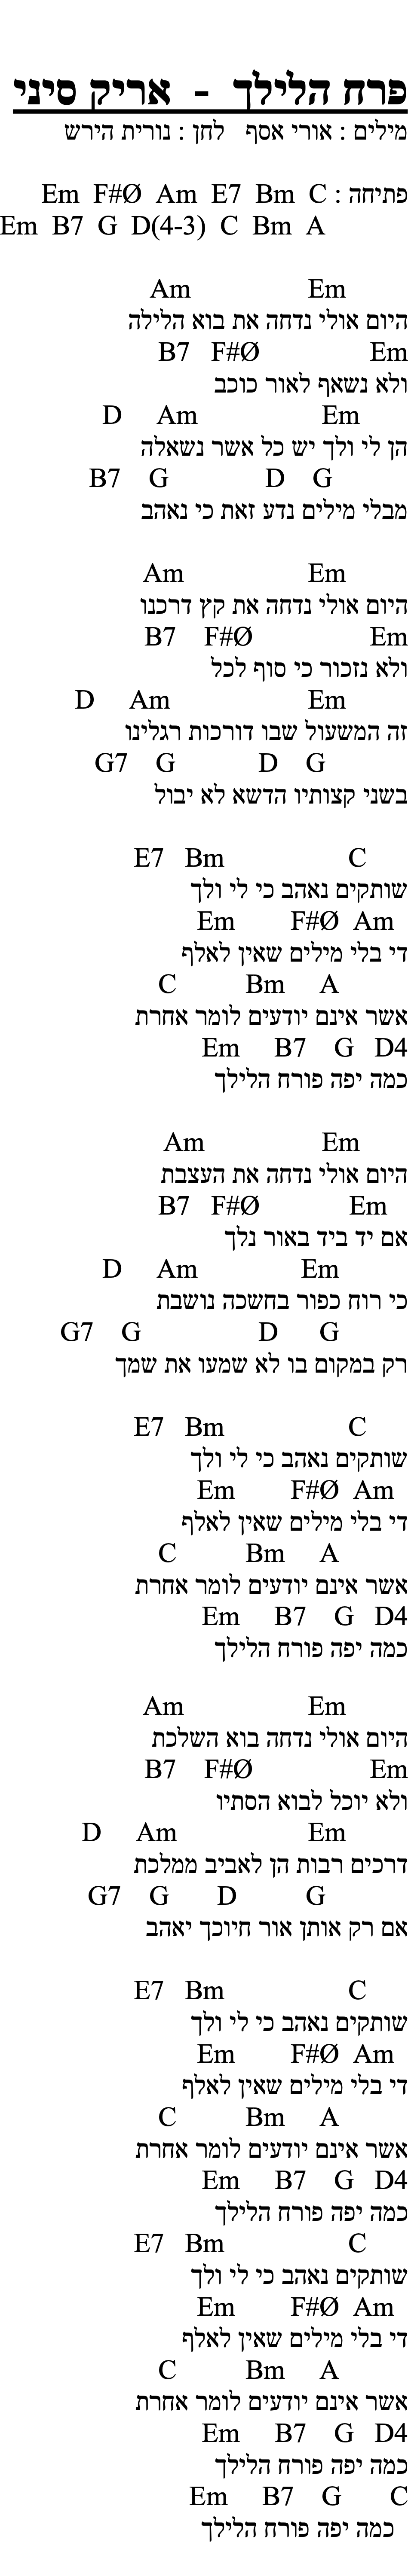 פרח הלילך - אריק סיני
מילים : אורי אסף לחן : נורית הירש
פתיחה : Em F#Ø Am E7 Bm C
Em B7 G D(4-3) C Bm A
Am Em
היום אולי נדחה את בוא הלילה
B7 F#Ø Em
ולא נשאף לאור כוכב
D Am Em
הן לי ולך יש כל אשר נשאלה
B7 G D G
מבלי מילים נדע זאת כי נאהב
Am Em
היום אולי נדחה את קץ דרכנו
B7 F#Ø Em
ולא נזכור כי סוף לכל
D Am Em
זה המשעול שבו דורכות רגלינו
G7 G D G
בשני קצותיו הדשא לא יבול
E7 Bm C
שותקים נאהב כי לי ולך
Em F#Ø Am
די בלי מילים שאין לאלף
C Bm A
אשר אינם יודעים לומר אחרת
Em B7 G D4
כמה יפה פורח הלילך
Am Em
היום אולי נדחה את העצבת
B7 F#Ø Em
אם יד ביד באור נלך
D Am Em
כי רוח כפור בחשכה נושבת
G7 G D G
רק במקום בו לא שמעו את שמך
E7 Bm C
שותקים נאהב כי לי ולך
Em F#Ø Am
די בלי מילים שאין לאלף
C Bm A
אשר אינם יודעים לומר אחרת
Em B7 G D4
כמה יפה פורח הלילך
Am Em
היום אולי נדחה בוא השלכת
B7 F#Ø Em
ולא יוכל לבוא הסתיו
D Am Em
דרכים רבות הן לאביב ממלכת
G7 G D G
אם רק אותן אור חיוכך יאהב
E7 Bm C
שותקים נאהב כי לי ולך
Em F#Ø Am
די בלי מילים שאין לאלף
C Bm A
אשר אינם יודעים לומר אחרת
Em B7 G D4
כמה יפה פורח הלילך
E7 Bm C
שותקים נאהב כי לי ולך
Em F#Ø Am
די בלי מילים שאין לאלף
C Bm A
אשר אינם יודעים לומר אחרת
Em B7 G D4
כמה יפה פורח הלילך
Em B7 G C
כמה יפה פורח הלילך